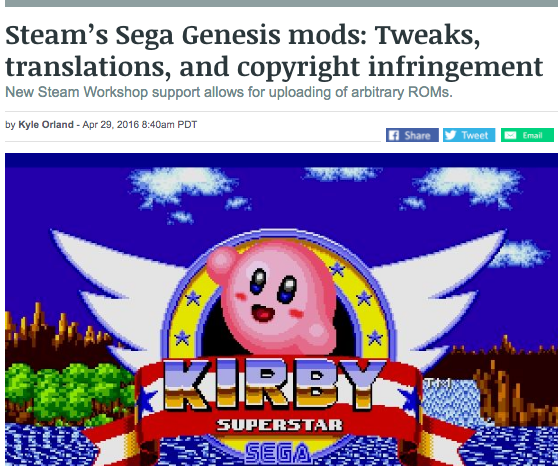 Steam's Sega Genesis mods: Tweaks,
translations, and copyright infringement
New Steam Workshop support allows for uploading of arbitrary ROMs.
by Kyle Orland - Apr 29, 2016 8:40am PDT
Share Tweet Email
KIRBY TM
SUPERSTAR
SEGA